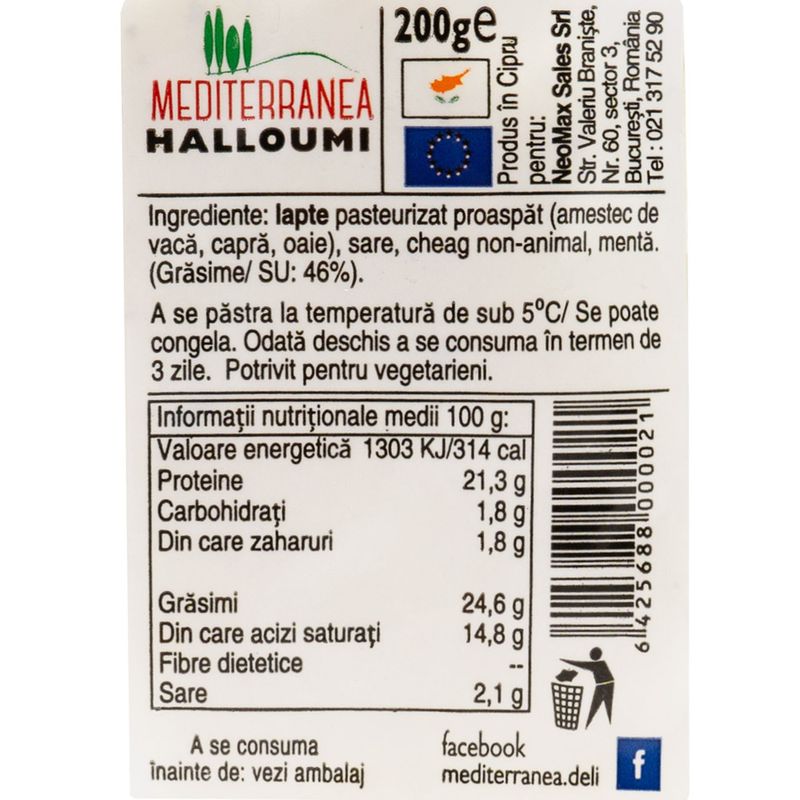 MEDITERRANEA
HALLOUMI
200g℮
Produs în Cipru
pentru:
NeoMax Sales Srl
Str. Valeriu Braniște,
Nr. 60, sector 3,
București, România
Tel: 021 317 52 90
Ingrediente: lapte pasteurizat proaspăt (amestec de
vacă, capră, oaie), sare, cheag non-animal, mentă.
(Grăsime/ SU: 46%).
A se păstra la temperatură de sub 5⁰C/ Se poate
congela. Odată deschis a se consuma în termen de
3 zile. Potrivit pentru vegetarieni.
Informații nutriționale medii 100 g:
Valoare energetică 1303 KJ/314 cal
Proteine 21,3 g
Carbohidrați 1,8 g
Din care zaharuri 1,8 g
Grăsimi 24,6 g
Din care acizi saturați 14,8 g
Fibre dietetice --
Sare 2,1 g
6 425688 000021
A se consuma
înainte de: vezi ambalaj
facebook
mediterranea.deli
f